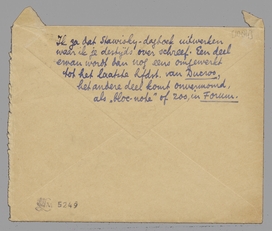 Ik ga dat Stawisky-dagboek uitwerken
waar ik je destijds over schreef. Een deel
ervan wordt dan nog eens omgewerkt
tot het laatste hfdst. van Ducroo,
het andere deel komt onvermomd,
als „bloc-note" of zoo, in Forum.
5249